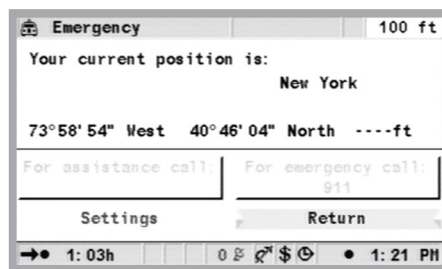 Emergency 100 ft
Your current position is:
New York
73°58'54" West 40°46'04" North ----ft
For assistance call: For emergency call:
911
Settings Return
1:03h 0 $ 1:21 PM